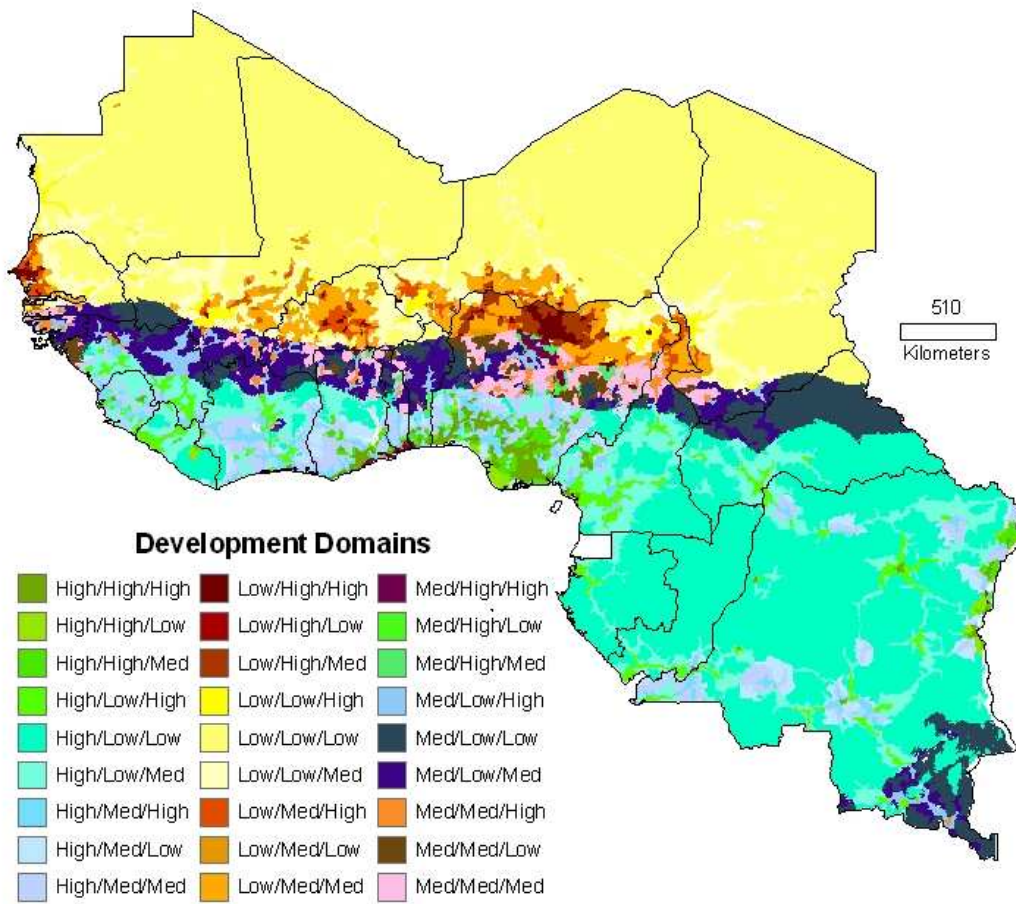 510
Kilometers
Development Domains
High/High/High Low/High/High Med/High/High
High/High/Low Low/High/Low Med/High/Low
High/High/Med Low/High/Med Med/High/Med
High/Low/High Low/Low/High Med/Low/High
High/Low/Low Low/Low/Low Med/Low/Low
High/Low/Med Low/Low/Med Med/Low/Med
High/Med/High Low/Med/High Med/Med/High
High/Med/Low Low/Med/Low Med/Med/Low
High/Med/Med Low/Med/Med Med/Med/Med